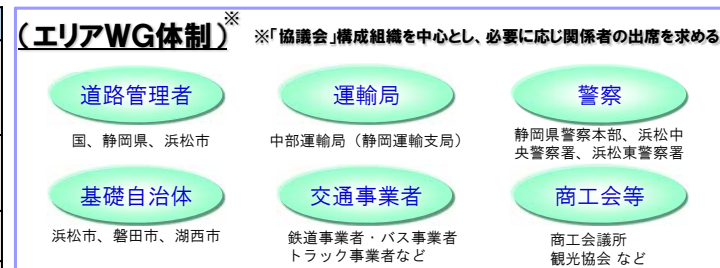 （エリアWG体制）※ ※「協議会」構成組織を中心とし、必要に応じ関係者の出席を求める
道路管理者
国、静岡県、浜松市
運輸局
中部運輸局（静岡運輸支局）
警察
静岡県警察本部、浜松中
央警察署、浜松東警察署
基礎自治体
浜松市、磐田市、湖西市
交通事業者
鉄道事業者・バス事業者
トラック事業者など
商工会等
商工会議所
観光協会 など